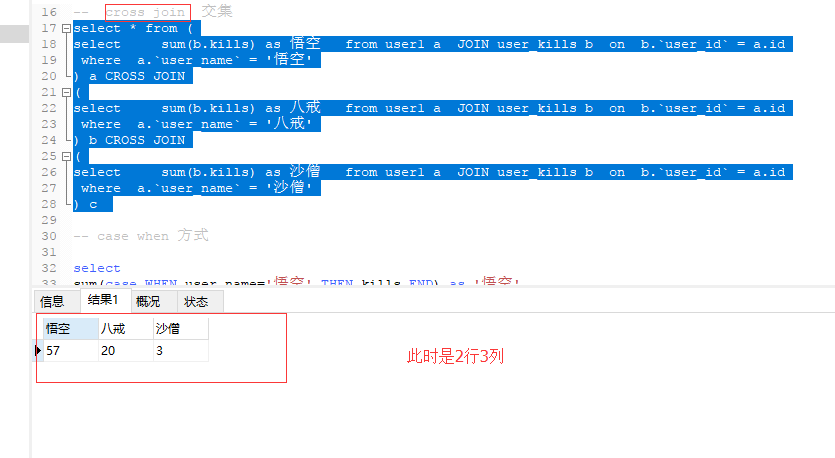 16 -- cross join 交集
17 select * from (
18 select sum(b.kills) as 悟空 from user1 a JOIN user_kills b on b.`user_id` = a.id
19 where a.`user_name` = '悟空'
20 ) a CROSS JOIN
21 (
22 select sum(b.kills) as 八戒 from user1 a JOIN user_kills b on b.`user_id` = a.id
23 where a.`user_name` = '八戒'
24 ) b CROSS JOIN
25 (
26 select sum(b.kills) as 沙僧 from user1 a JOIN user_kills b on b.`user_id` = a.id
27 where a.`user_name` = '沙僧'
28 ) c
29
30 -- case when 方式
31
32 select
33 sum(case WHEN user_name='悟空' THEN kills END) as '悟空'
信息 结果1 概况 状态
悟空 八戒 沙僧
57 20 3
此时是2行3列